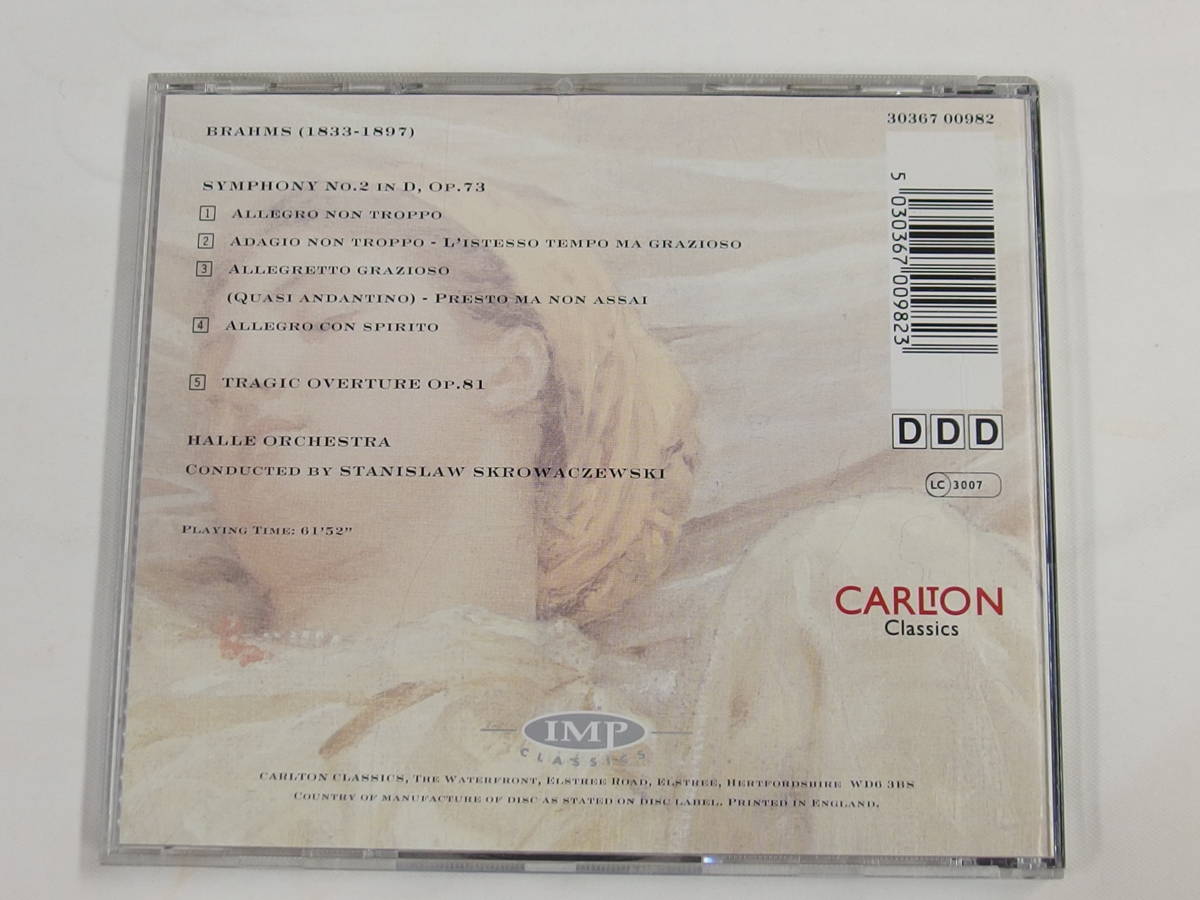 BRAHMS (1833-1897)
SYMPHONY NO.2 IN D, OP.73
1 ALLEGRO NON TROPPO
2 ADAGIO NON TROPPO - L'ISTESSO TEMPO MA GRAZIOSO
3 ALLEGRETTO GRAZIOSO
(QUASI ANDANTINO) - PRESTO MA NON ASSAI
4 ALLEGRO CON SPIRITO
5 TRAGIC OVERTURE OP.81
HALLE ORCHESTRA
CONDUCTED BY STANISLAW SKROWACZEWSKI
PLAYING TIME: 61'52"
30367 00982
5 030367 009823
DDD
LC 3007
CARLTON
Classics
IMP
CLASSICS
CARLTON CLASSICS, THE WATERFRONT, ELSTREE ROAD, ELSTREE, HERTFORDSHIRE WD6 3BS
COUNTRY OF MANUFACTURE OF DISC AS STATED ON DISC LABEL. PRINTED IN ENGLAND.